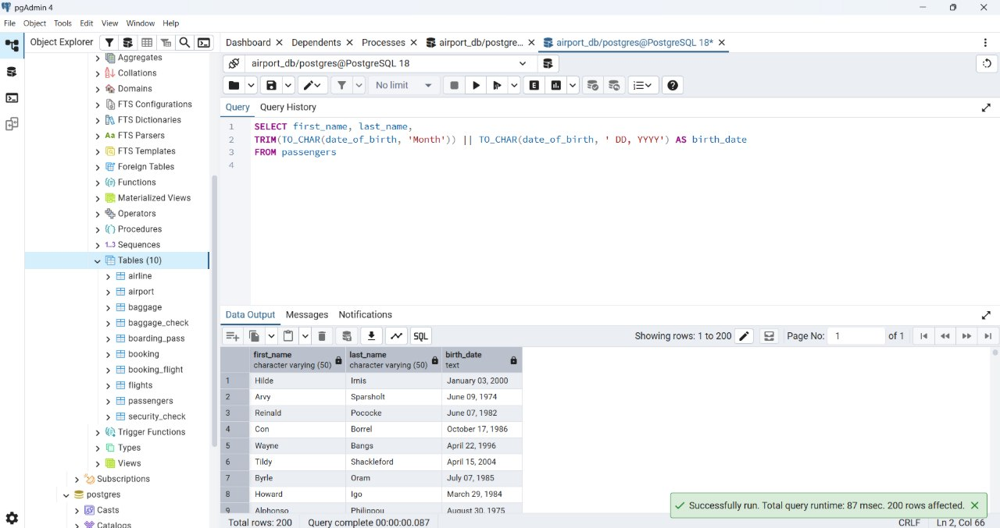 pgAdmin 4
File Object Tools Edit View Window Help
Object Explorer
Dashboard Dependents Processes airport_db/postgre... airport_db/postgres@PostgreSQL 18*
Aggregates
Collations
Domains
FTS Configurations
FTS Dictionaries
Aa FTS Parsers
FTS Templates
Foreign Tables
Functions
Materialized Views
Operators
Procedures
1..3 Sequences
Tables (10)
airline
airport
baggage
baggage_check
boarding_pass
booking
booking_flight
flights
passengers
security_check
Trigger Functions
Types
Views
Subscriptions
postgres
Casts
Catalogs
airport_db/postgres@PostgreSQL 18
No limit E
Query Query History
1 SELECT first_name, last_name,
2 TRIM(TO_CHAR(date_of_birth, 'Month')) || TO_CHAR(date_of_birth, ' DD, YYYY') AS birth_date
3 FROM passengers
4
Data Output Messages Notifications
SQL Showing rows: 1 to 200 Page No: 1 of 1
first_name last_name birth_date
character varying (50) character varying (50) text
1 Hilde Irnis January 03, 2000
2 Arvy Sparsholt June 09, 1974
3 Reinald Pococke June 07, 1982
4 Con Borrel October 17, 1986
5 Wayne Bangs April 22, 1996
6 Tildy Shackleford April 15, 2004
7 Byrle Oram July 07, 1985
8 Howard Igo March 29, 1984
9 Alphonso Philippou August 30, 1975
Successfully run. Total query runtime: 87 msec. 200 rows affected.
Total rows: 200 Query complete 00:00:00.087 CRLF Ln 2, Col 66